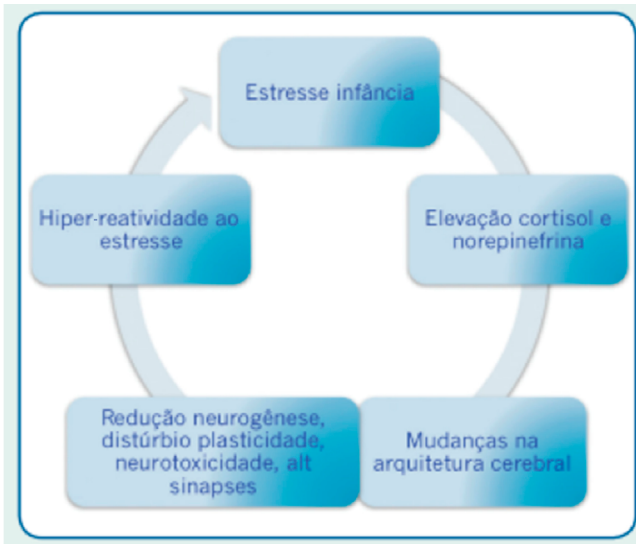 Estresse infância
Elevação cortisol e
norepinefrina
Mudanças na
arquitetura cerebral
Redução neurogênese,
distúrbio plasticidade,
neurotoxicidade, alt
sinapses
Hiper-reatividade ao
estresse